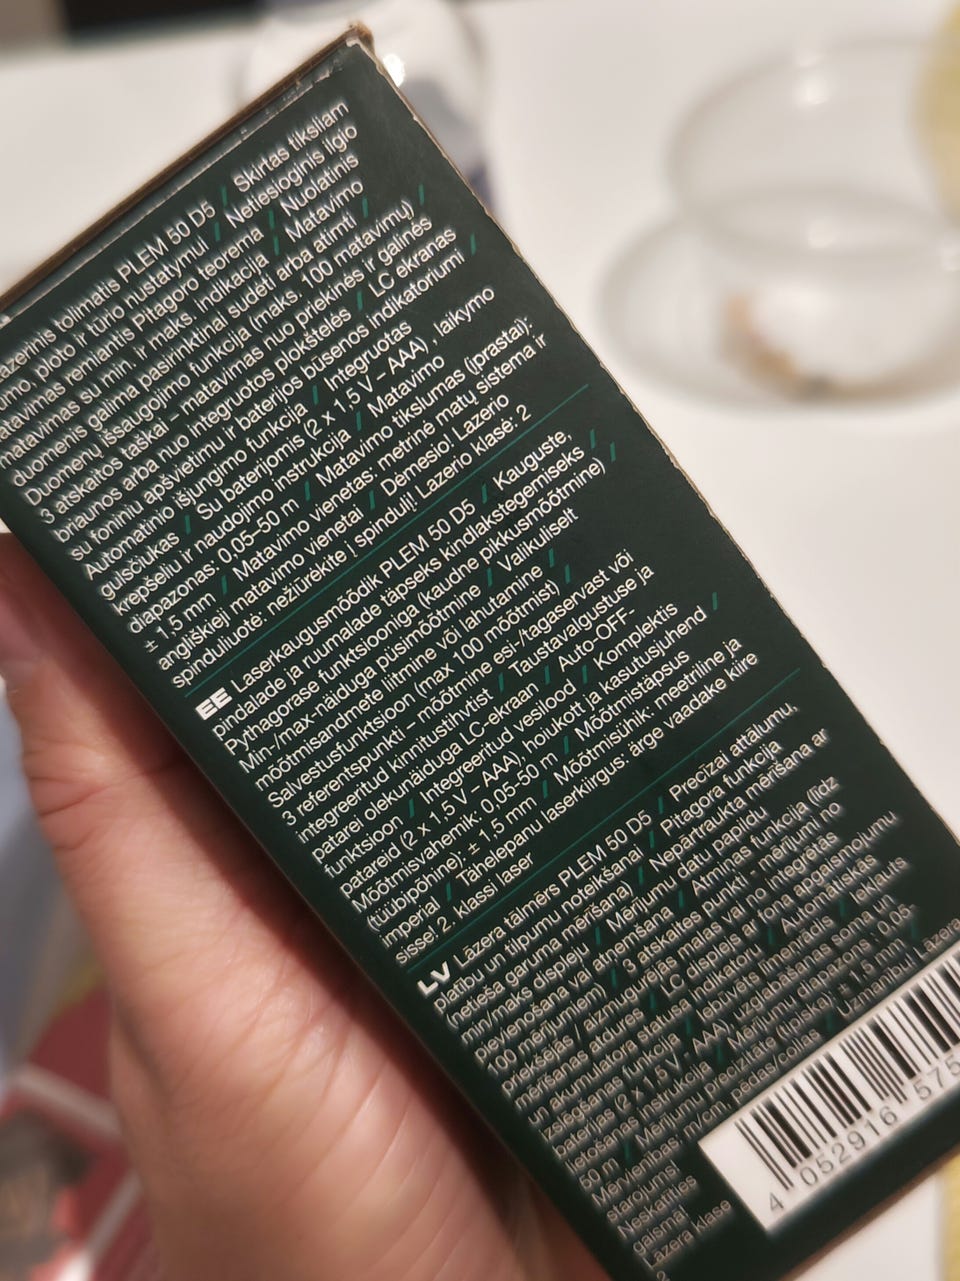 tolimatis PLEM 50 D5 / Skirtas tiksliam
ploto ir tūrio nustatymui / Netiesioginis ilgio
remiantis Pitagoro teorema / Nuolatinis
matavimas su min. ir maks. indikacija / Matavimo
duomenis galima pasirinktinai sudėti arba atimti
Duomenų išsaugojimo funkcija (maks. 100 matavimų) /
3 atskaitos taškai – matavimas nuo priekinės ir galinės
briaunos arba nuo integruotos plokštelės / LC ekranas
su foniniu apšvietimu ir baterijos būsenos indikatoriumi /
Automatinio išjungimo funkcija / Integruotas
gulsčiukas / Su baterijomis (2 x 1,5 V – AAA), laikymo
krepšeliu ir naudojimo instrukcija / Matavimo
diapazonas: 0,05–50 m / Matavimo tikslumas (įprastai):
± 1,5 mm / Matavimo vienetas: metrinė matų sistema ir
angliškieji matavimo vienetai / Dėmesio! Lazerio
spinduliuotė: nežiūrėkite į spindulį! Lazerio klasė: 2
EE Laserkaugusmõõdik PLEM 50 D5 / Kauguste,
pindalade ja ruumalade täpseks kindlakstegemiseks /
Pythagorase funktsiooniga (kaudne pikkusmõõtmine) /
Min-/max-näiduga püsimõõtmine / Valikuliselt
mõõtmisandmete liitmine või lahutamine /
Salvestusfunktsioon (max 100 mõõtmist) /
3 referentspunkti – mõõtmine esi-/tagaservast või
integreeritud kinnitustihvtist / Taustavalgustuse ja
patarei olekunäiduga LC-ekraan / Auto-OFF-
funktsioon / Integreeritud vesilood / Komplektis
patareid (2 x 1,5 V – AAA), hoiukott ja kasutusjuhend /
Mõõtmisvahemik: 0,05-50 m / Mõõtmistäpsus
(tüübipõhine): ± 1,5 mm / Mõõtmisühik: meetriline ja
imperial / Tähelepanu laserkiirgus: ärge vaadake kiire
sisse! 2. klassi laser
LV Lāzera tālmērs PLEM 50 D5 / Precīzai attālumu,
platību un tilpumu noteikšanai / Pitagora funkcija
(netieša garuma mērīšana) / Nepārtraukta mērīšana ar
min/maks displeju / Mērījumu datu papildu
pievienošana vai atņemšana / Atmiņas funkcija (līdz
100 mērījumiem) / 3 atskaites punkti - mērījumi no
priekšējās / aizmugurējās malas vai no integrētās
mērīšanas atdures / LC displejs ar fona apgaismojumu
un akumulatora statusa indikatoru / Automātiskās
izslēgšanas funkcija / Iebūvēts līmeņrādis / Iekļauts
baterijas (2 x 1,5 V - AAA), uzglabāšanas soma un
lietošanas instrukcija / Mērījumu diapazons : 0,05-
50 m / Mērījumu precizitāte (tipiska): ± 1,5 mm /
Mērvienības: m/cm, pēdas/collas / Uzmanību! Lāzera
starojums!
Neskatīties
gaismā!
Lāzera klase
2
4 052916 575